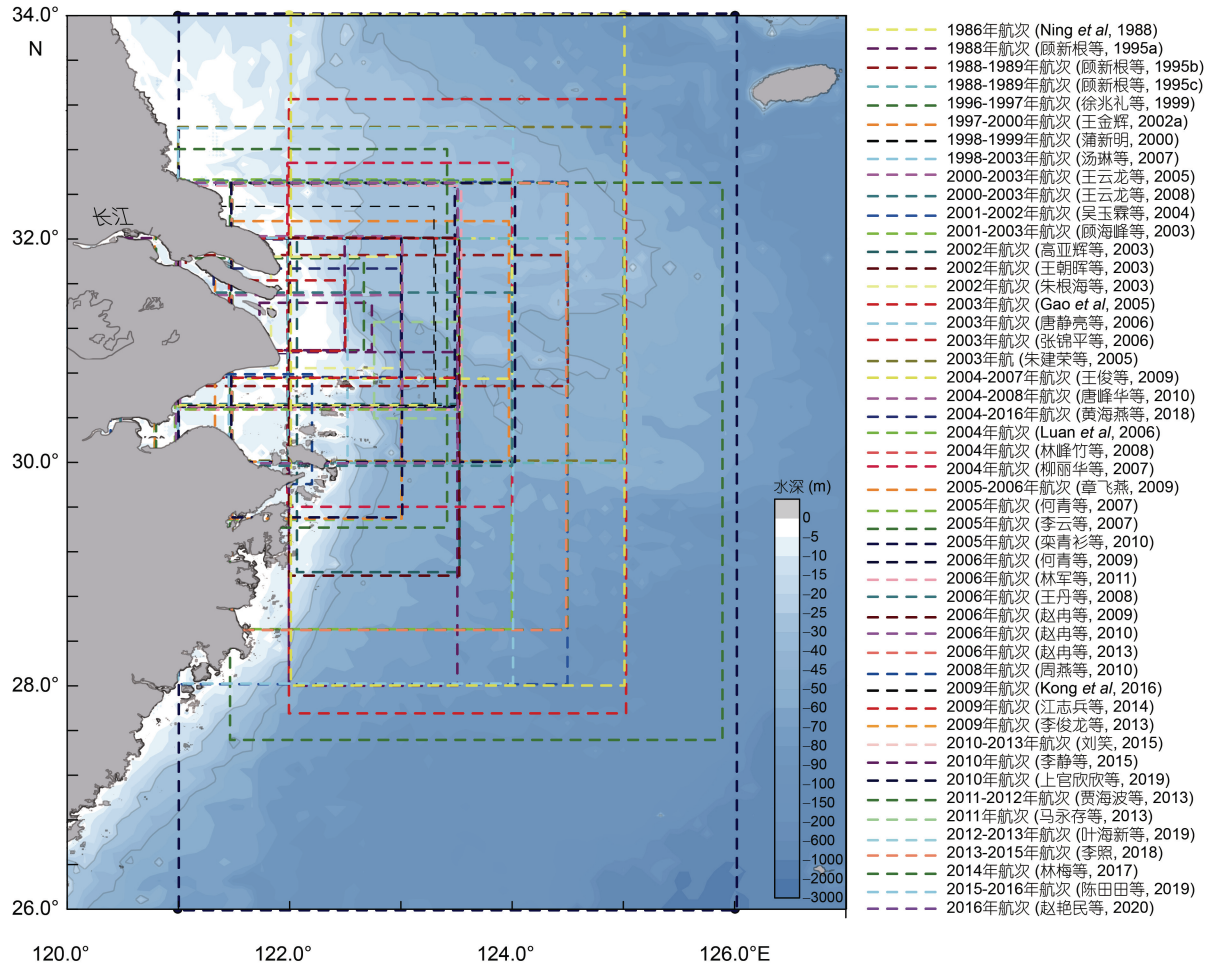 34.0°
N
32.0°
30.0°
28.0°
26.0°
120.0°
122.0°
124.0°
126.0°E
长江
水深 (m)
0
–5
–10
–15
–20
–25
–30
–40
–45
–50
–60
–70
–80
–90
–100
–150
–200
–600
–1000
–2000
–3000
1986年航次 (Ning et al, 1988)
1988年航次 (顾新根等, 1995a)
1988-1989年航次 (顾新根等, 1995b)
1988-1989年航次 (顾新根等, 1995c)
1996-1997年航次 (徐兆礼等, 1999)
1997-2000年航次 (王金辉, 2002a)
1998-1999年航次 (蒲新明, 2000)
1998-2003年航次 (汤琳等, 2007)
2000-2003年航次 (王云龙等, 2005)
2000-2003年航次 (王云龙等, 2008)
2001-2002年航次 (吴玉霖等, 2004)
2001-2003年航次 (顾海峰等, 2003)
2002年航次 (高亚辉等, 2003)
2002年航次 (王朝晖等, 2003)
2002年航次 (朱根海等, 2003)
2003年航次 (Gao et al, 2005)
2003年航次 (唐静亮等, 2006)
2003年航次 (张锦平等, 2006)
2003年航 (朱建荣等, 2005)
2004-2007年航次 (王俊等, 2009)
2004-2008年航次 (唐峰华等, 2010)
2004-2016年航次 (黄海燕等, 2018)
2004年航次 (Luan et al, 2006)
2004年航次 (林峰竹等, 2008)
2004年航次 (柳丽华等, 2007)
2005-2006年航次 (章飞燕, 2009)
2005年航次 (何青等, 2007)
2005年航次 (李云等, 2007)
2005年航次 (栾青衫等, 2010)
2006年航次 (何青等, 2009)
2006年航次 (林军等, 2011)
2006年航次 (王丹等, 2008)
2006年航次 (赵冉等, 2009)
2006年航次 (赵冉等, 2010)
2006年航次 (赵冉等, 2013)
2008年航次 (周燕等, 2010)
2009年航次 (Kong et al, 2016)
2009年航次 (江志兵等, 2014)
2009年航次 (李俊龙等, 2013)
2010-2013年航次 (刘笑, 2015)
2010年航次 (李静等, 2015)
2010年航次 (上官欣欣等, 2019)
2011-2012年航次 (贾海波等, 2013)
2011年航次 (马永存等, 2013)
2012-2013年航次 (叶海新等, 2019)
2013-2015年航次 (李照, 2018)
2014年航次 (林梅等, 2017)
2015-2016年航次 (陈田田等, 2019)
2016年航次 (赵艳民等, 2020)